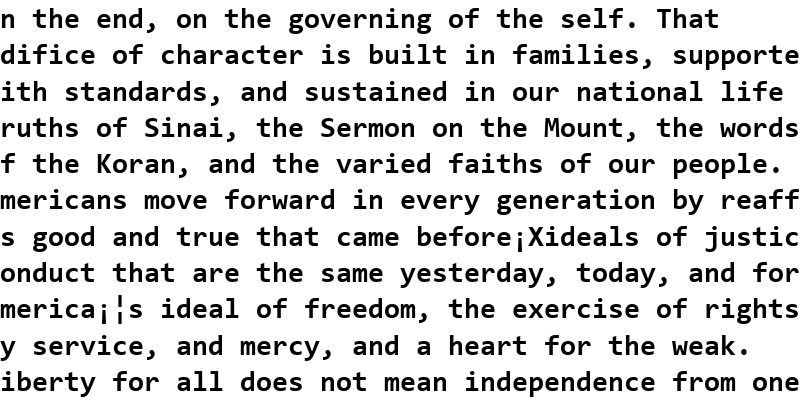 n the end, on the governing of the self. That
difice of character is built in families, supporte
ith standards, and sustained in our national life
ruths of Sinai, the Sermon on the Mount, the words
f the Koran, and the varied faiths of our people.
mericans move forward in every generation by reaff
s good and true that came before¡Xideals of justic
onduct that are the same yesterday, today, and for
merica¡¦s ideal of freedom, the exercise of rights
y service, and mercy, and a heart for the weak.
iberty for all does not mean independence from one